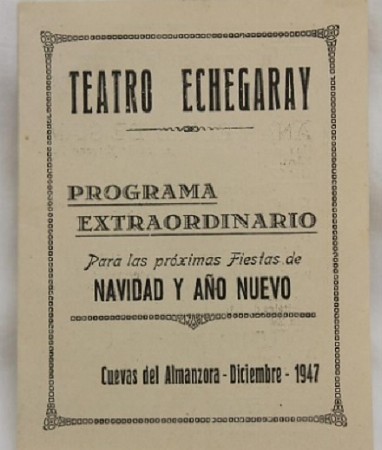 TEATRO ECHEGARAY
PROGRAMA
EXTRAORDINARIO
Para las próximas Fiestas de
NAVIDAD Y AÑO NUEVO
Cuevas del Almanzora - Diciembre - 1947